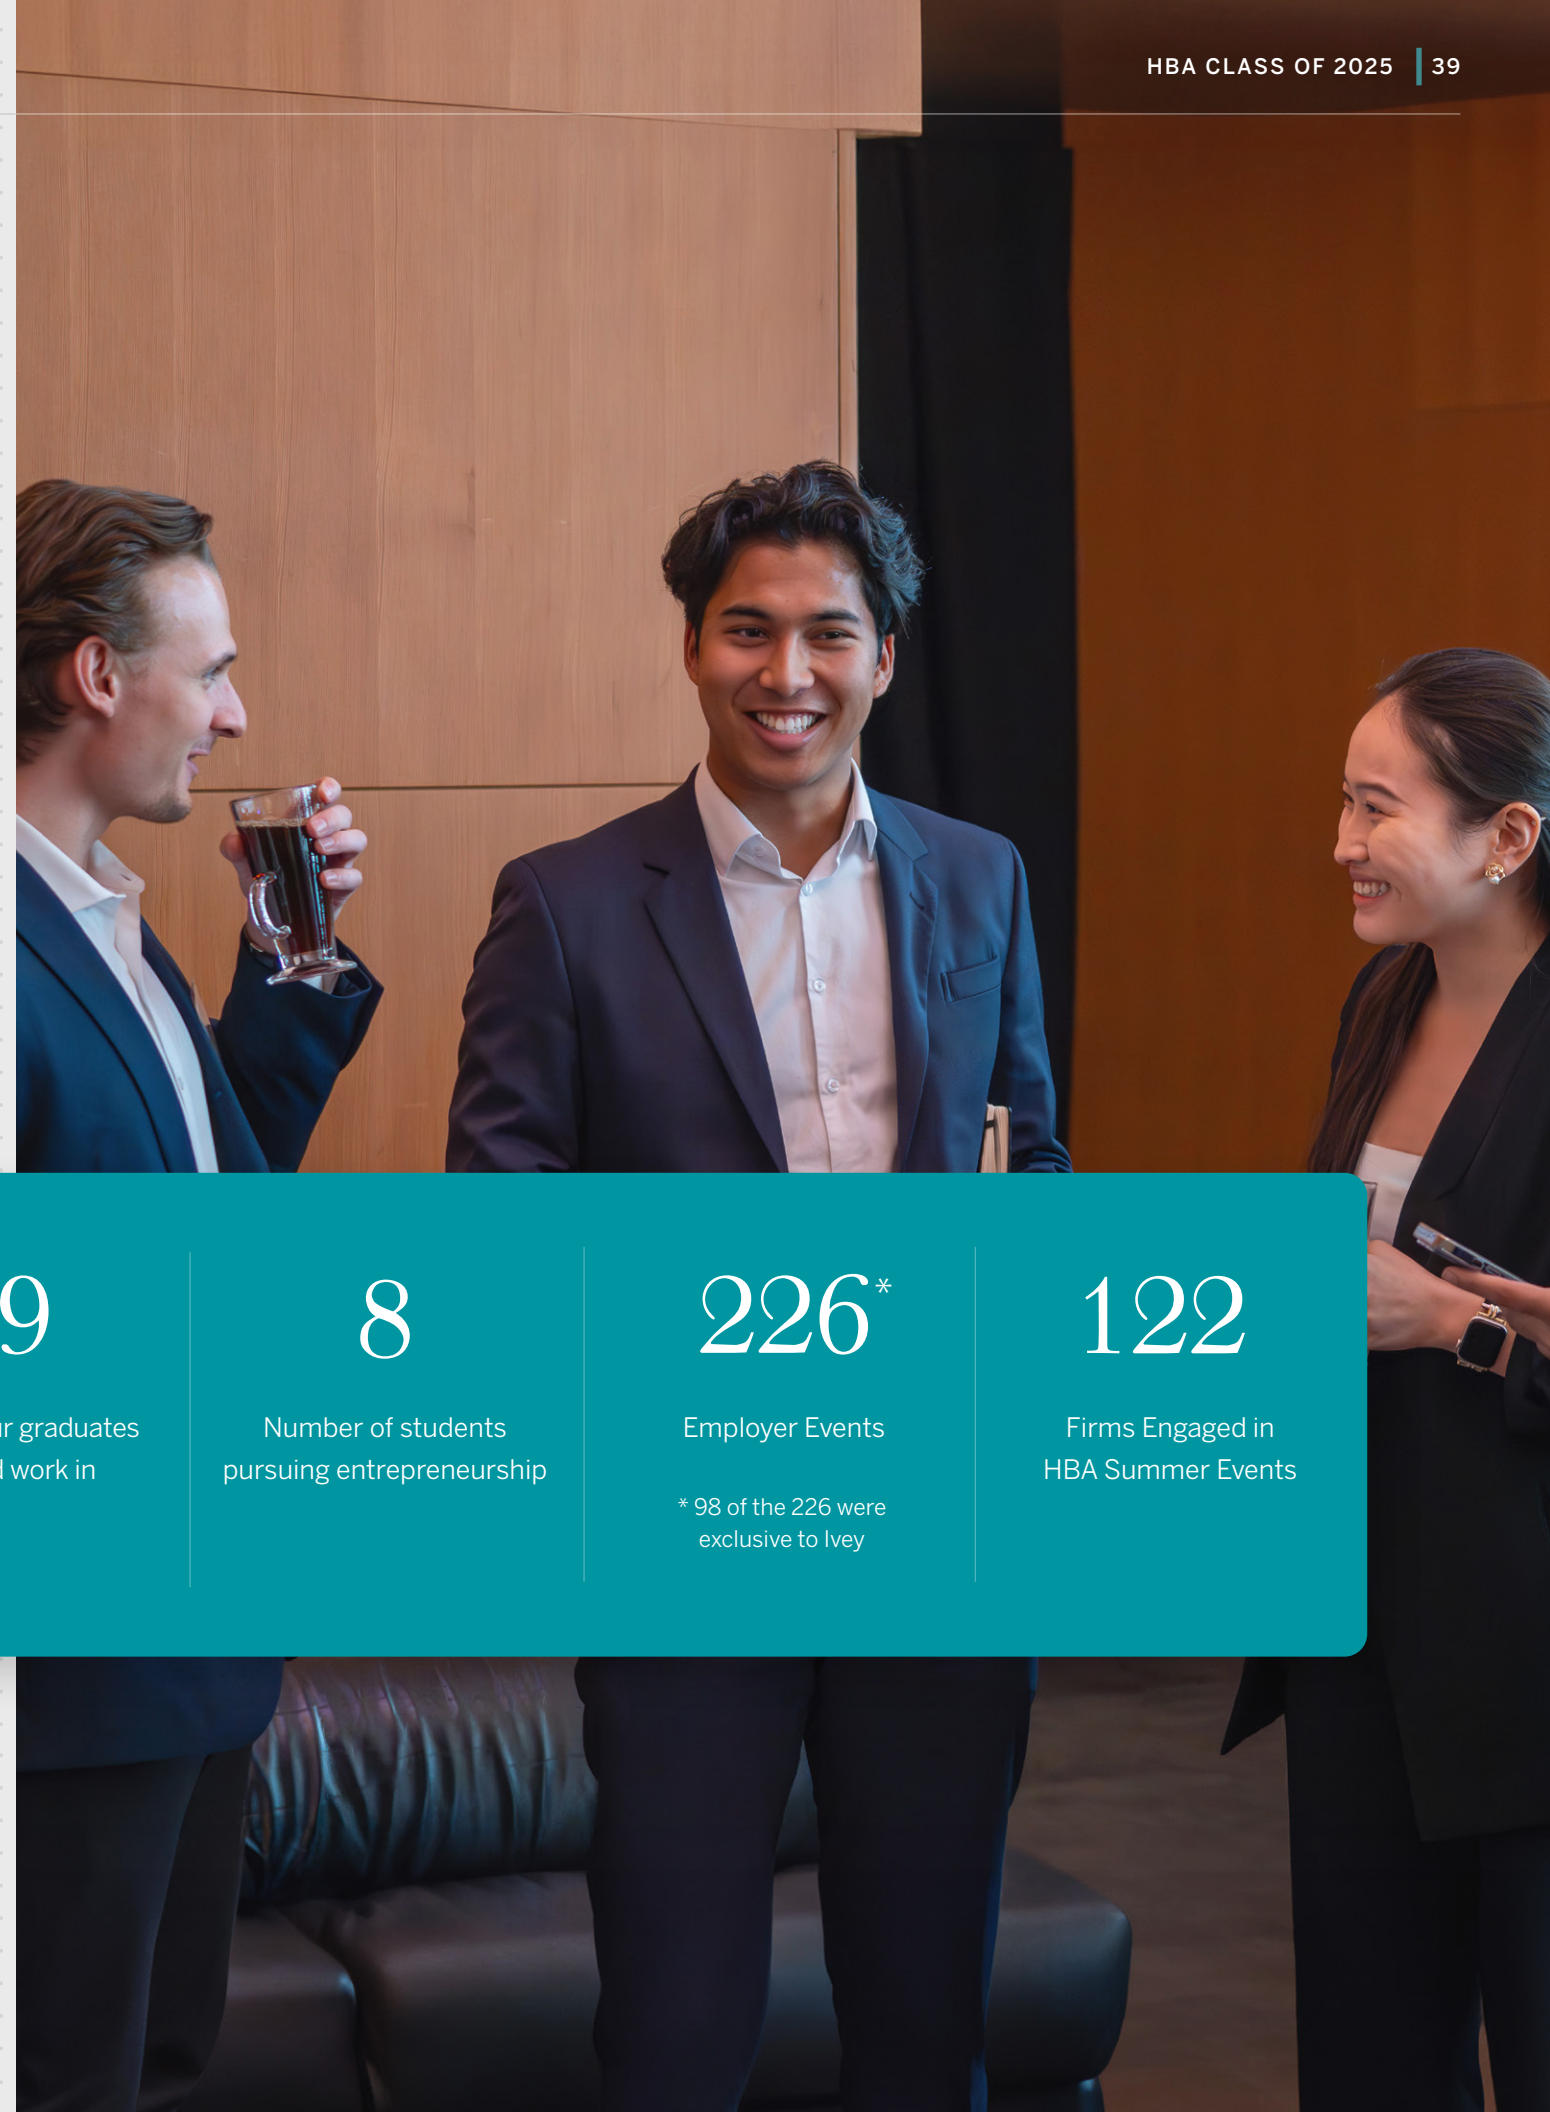 HBA CLASS OF 2025 39
9
graduates
work in
8
Number of students
pursuing entrepreneurship
226*
Employer Events
* 98 of the 226 were
exclusive to Ivey
122
Firms Engaged in
HBA Summer Events